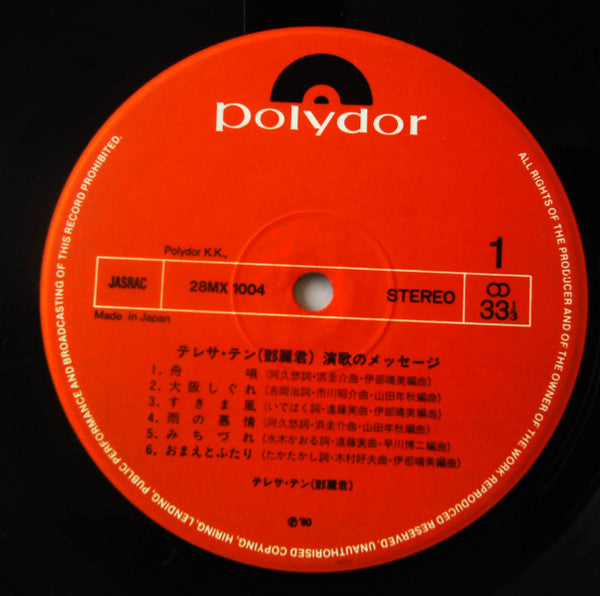 polydor
ALL RIGHTS OF THE PRODUCER AND OF THE OWNER OF THE WORK REPRODUCED RESERVED. UNAUTHORISED COPYING, HIRING, LENDING, PUBLIC PERFORMANCE AND BROADCASTING OF THIS RECORD PROHIBITED.
Polydor K.K.,
1
JASRAC
28MX 1004
STEREO
33 1/3
Made in Japan
テレサ・テン(鄧麗君) 演歌のメッセージ
1. 舟 唄 (阿久悠詞・浜圭介曲・伊部晴美編曲)
2. 大阪しぐれ (吉岡治詞・市川昭介曲・山田年秋編曲)
3. すきま風 (いではく詞・遠藤実曲・伊部晴美編曲)
4. 雨の慕情 (阿久悠詞・浜圭介曲・山田年秋編曲)
5. みちづれ (水木かおる詞・遠藤実曲・早川博二編曲)
6. おまえとふたり (たかたかし詞・木村好夫曲・伊部晴美編曲)
テレサ・テン(鄧麗君)
℗'80